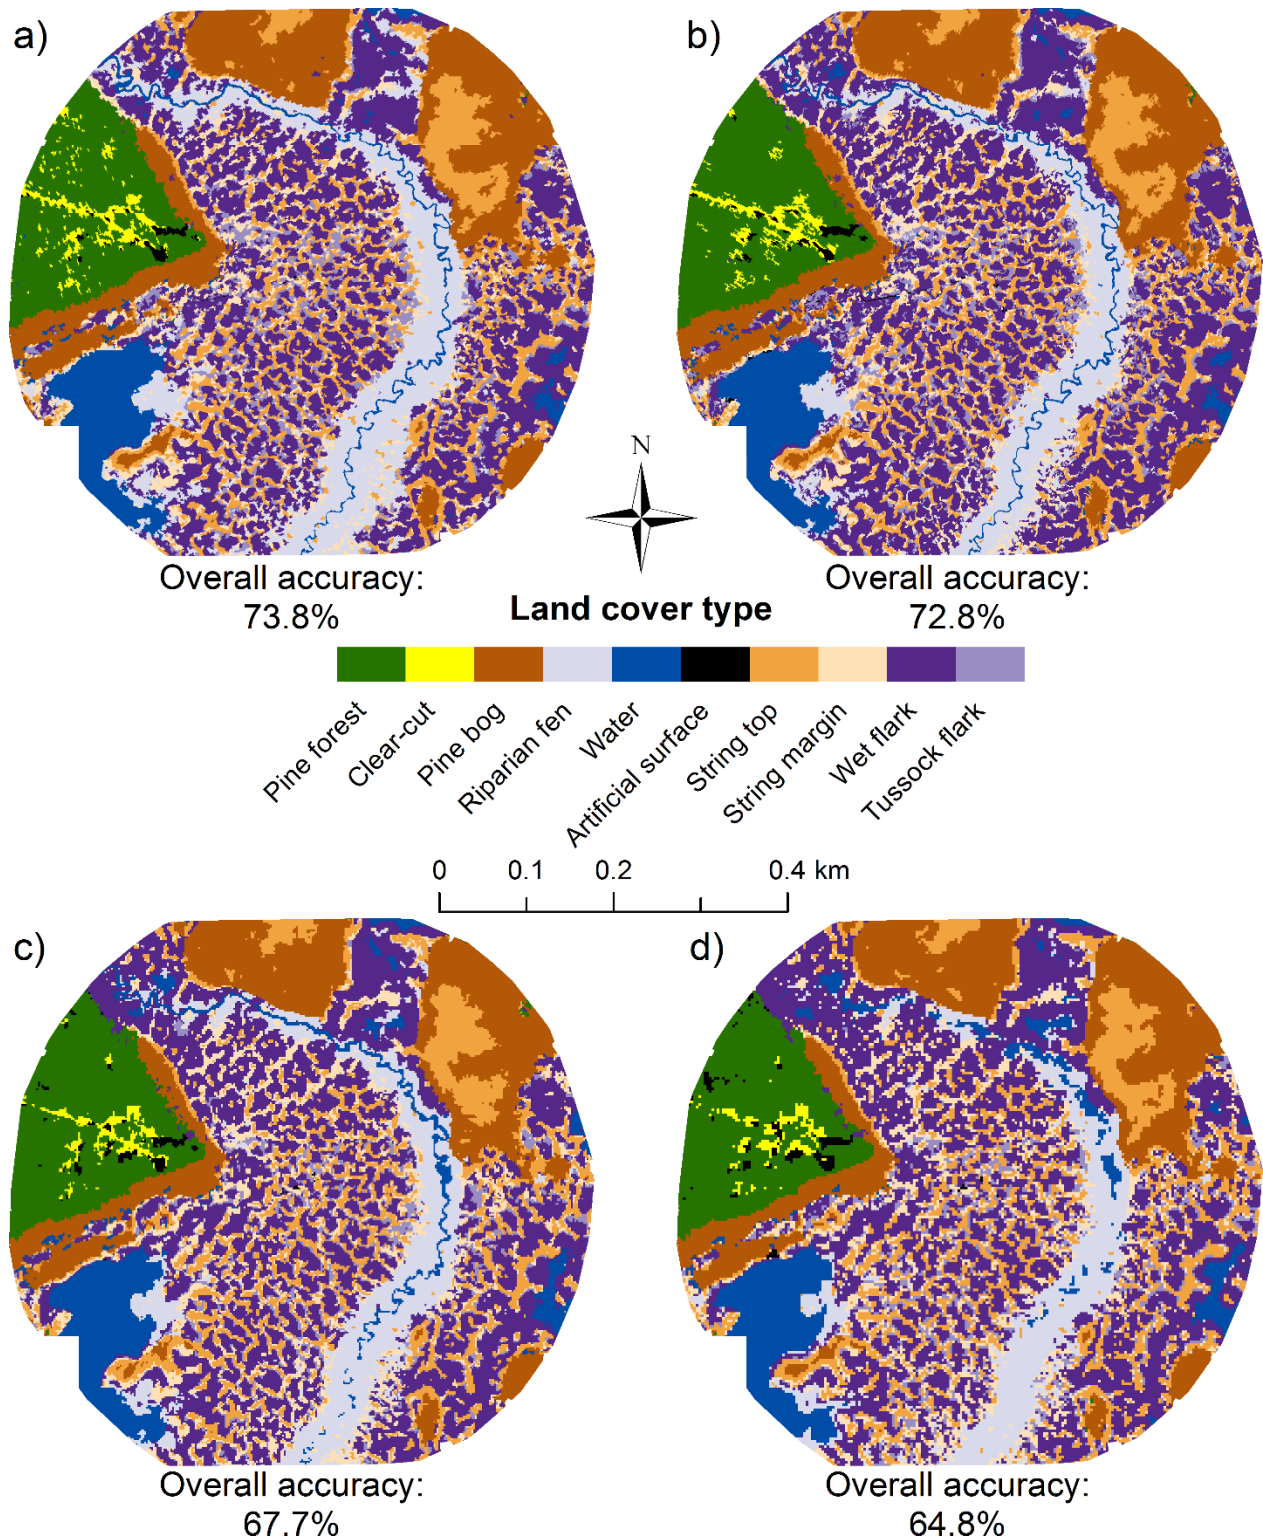 a)
b)
N
Overall accuracy:
73.8%
Overall accuracy:
72.8%
Land cover type
Pine forest
Clear-cut
Pine bog
Riparian fen
Water
Artificial surface
String top
String margin
Wet flark
Tussock flark
0 0.1 0.2 0.4 km
c)
d)
Overall accuracy:
67.7%
Overall accuracy:
64.8%